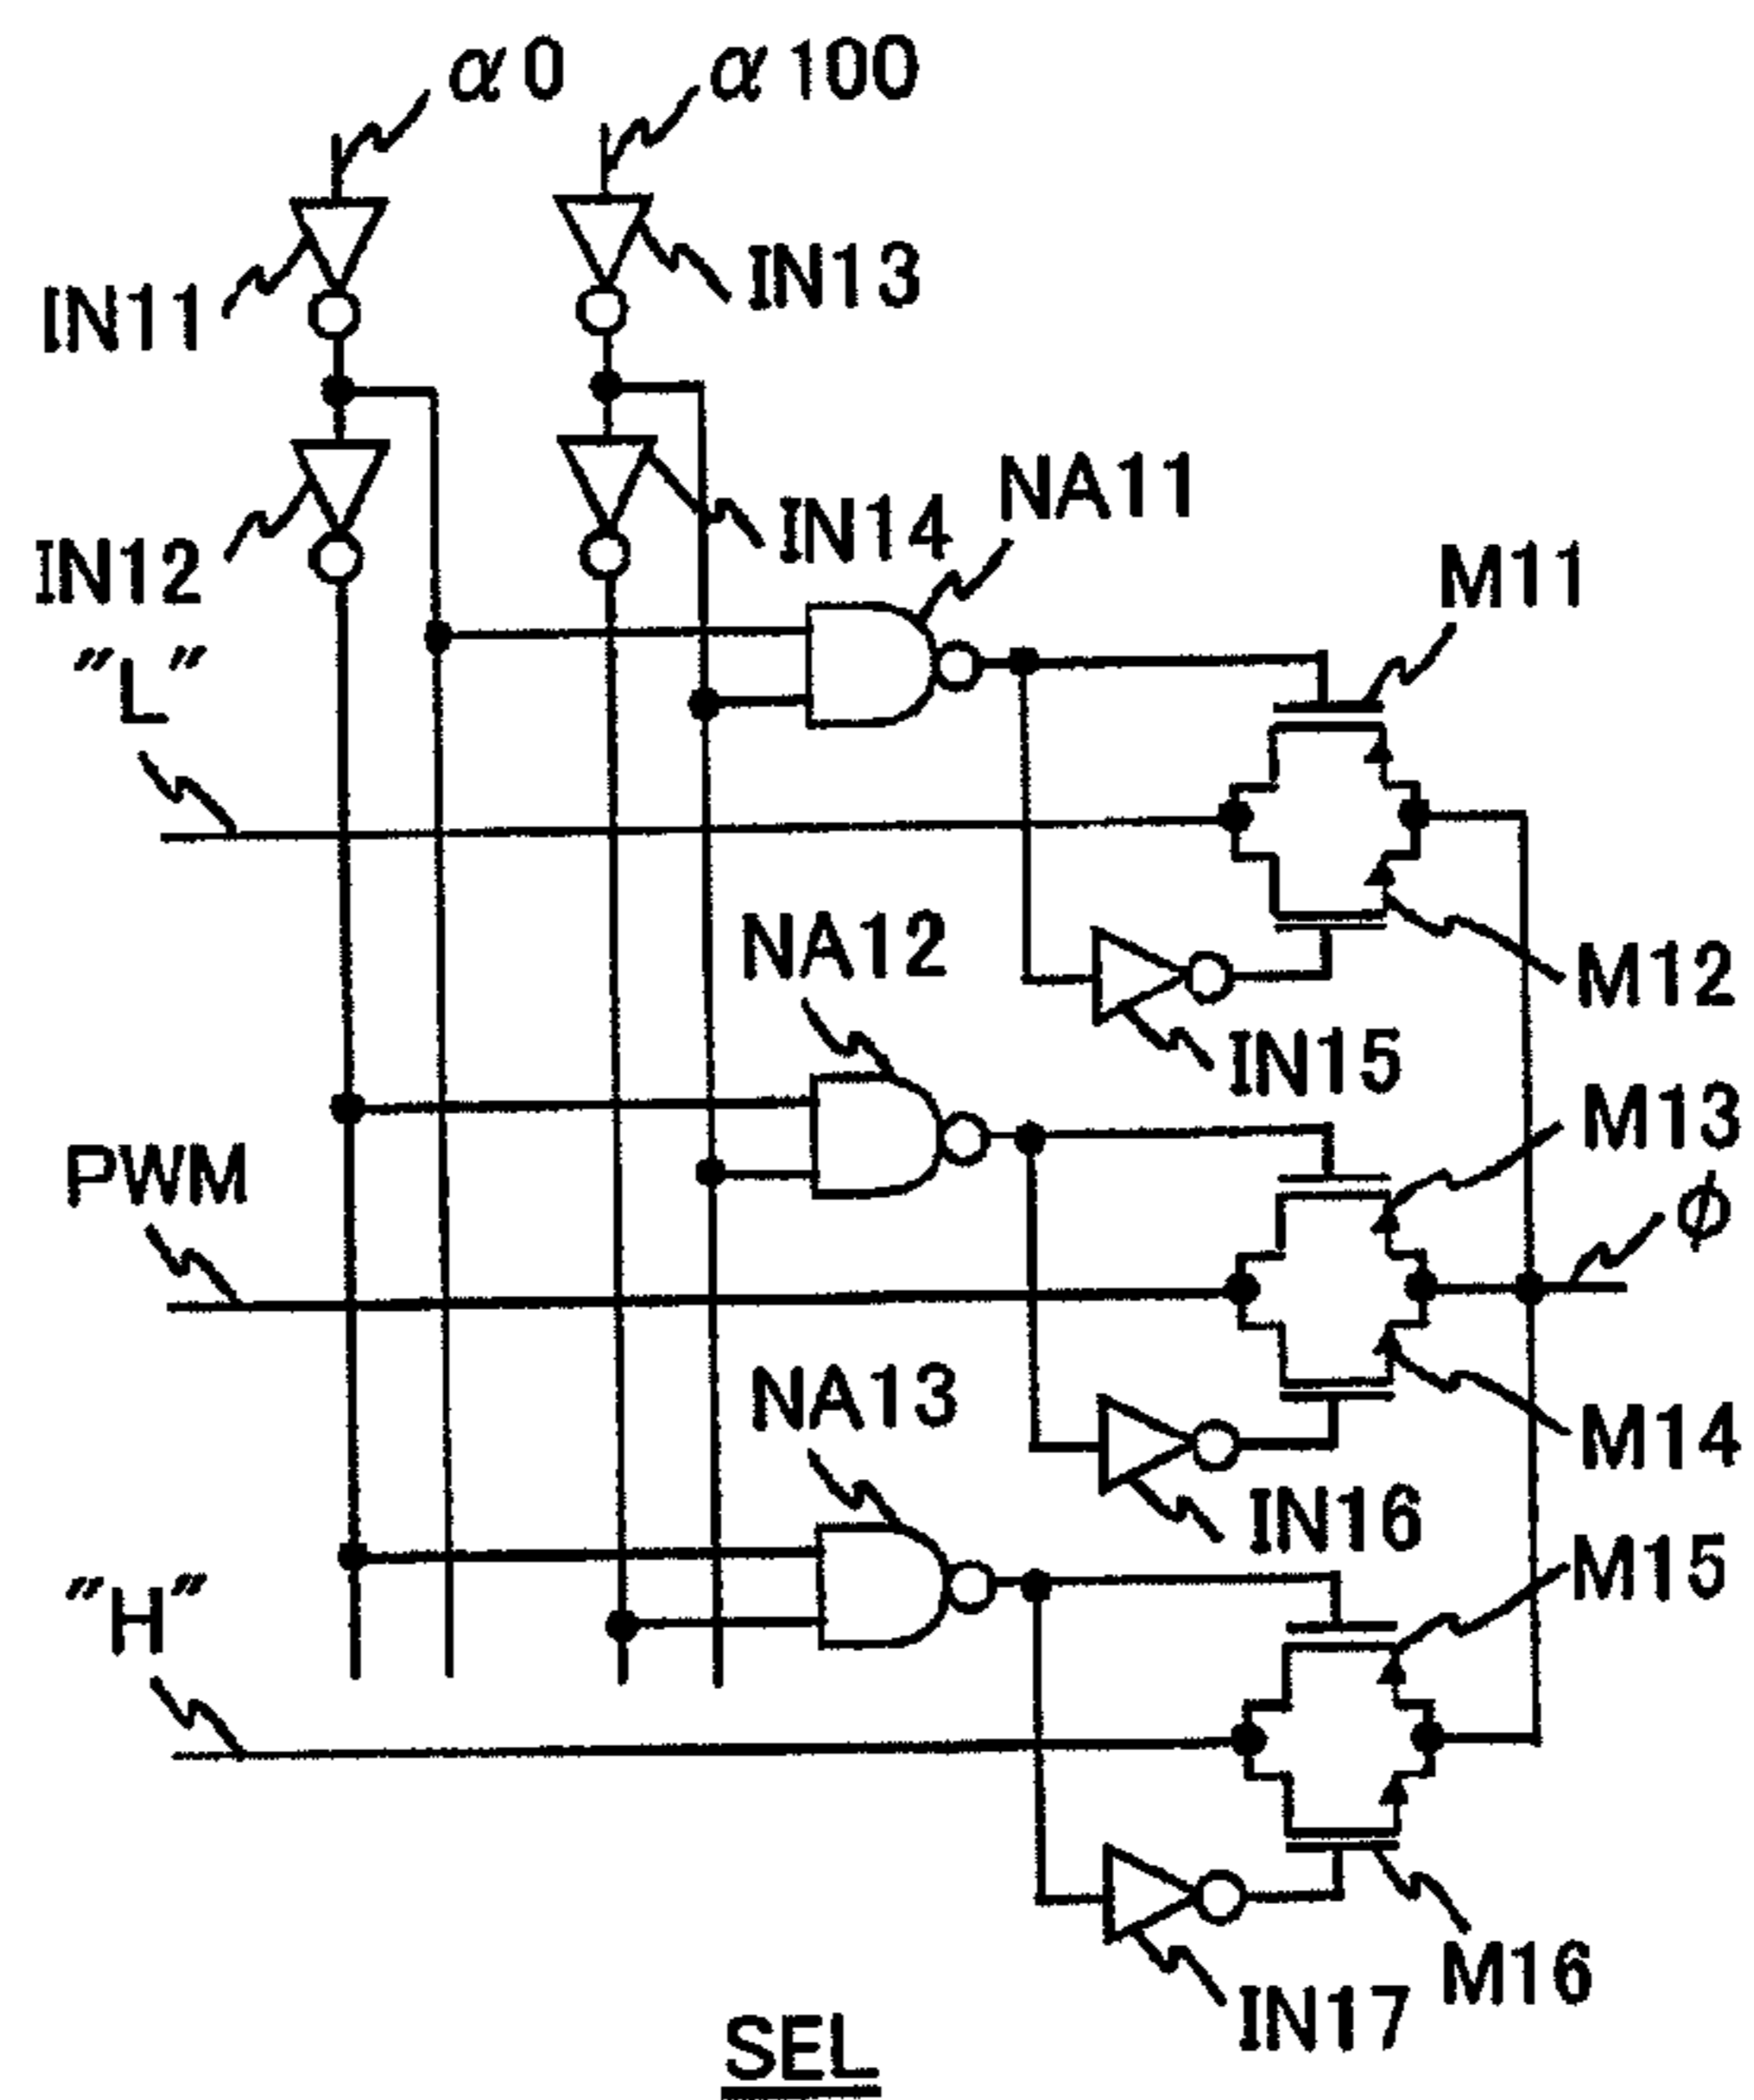 α0
α100
IN11
IN13
IN12
IN14
NA11
M11
"L"
NA12
M12
IN15
M13
PWM
φ
NA13
M14
IN16
M15
"H"
M16
IN17
SEL